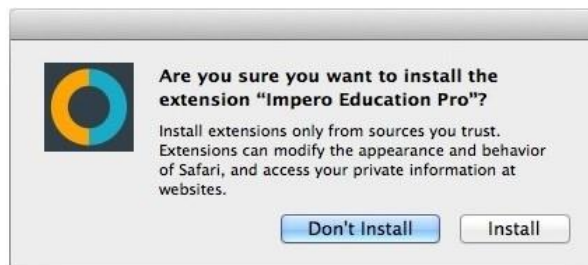 Are you sure you want to install the
extension “Impero Education Pro”?
Install extensions only from sources you trust.
Extensions can modify the appearance and behavior
of Safari, and access your private information at
websites.
Don't Install
Install